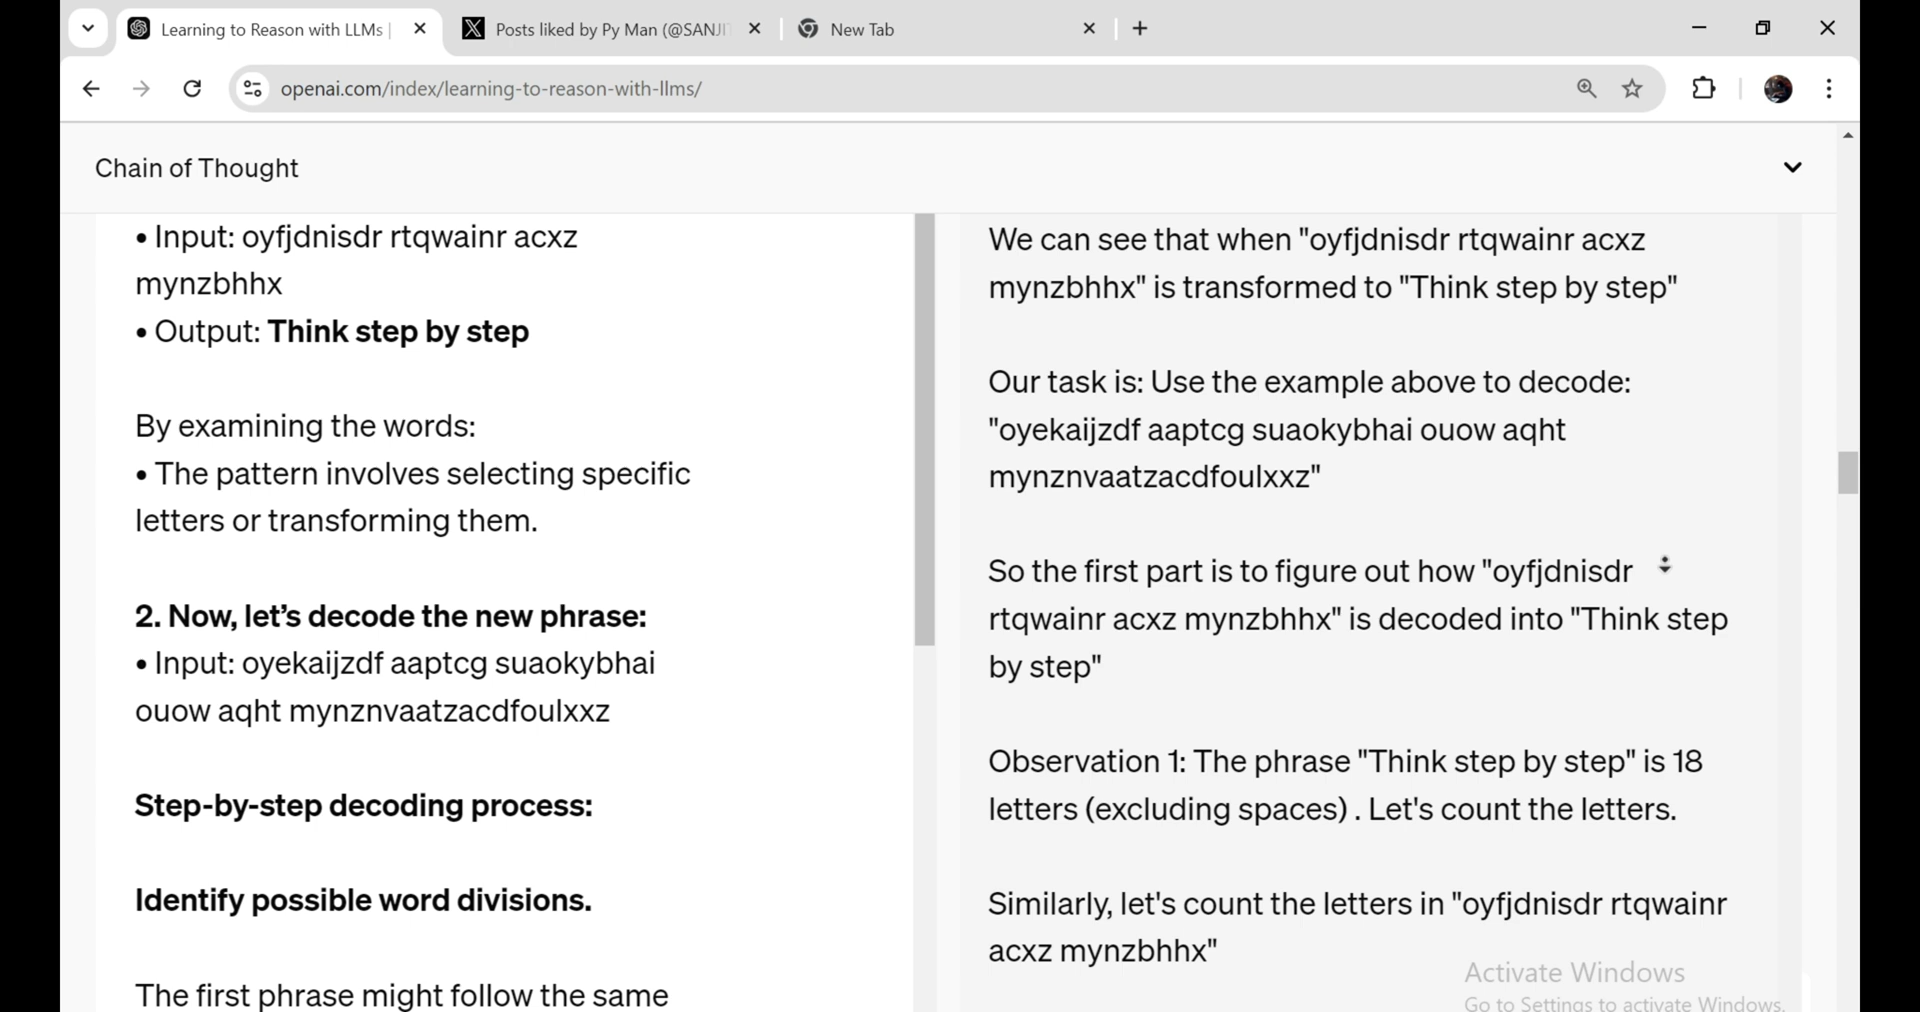 Learning to Reason with LLMs |
Posts liked by Py Man (@SANJI
New Tab
openai.com/index/learning-to-reason-with-llms/
Chain of Thought
• Input: oyfjdnisdr rtqwainr acxz
mynzbhhx
• Output: Think step by step
By examining the words:
• The pattern involves selecting specific
letters or transforming them.
2. Now, let’s decode the new phrase:
• Input: oyekaijzdf aaptcg suaokybhai
ouow aqht mynznvaatzacdfoulxxz
Step-by-step decoding process:
Identify possible word divisions.
The first phrase might follow the same
We can see that when "oyfjdnisdr rtqwainr acxz
mynzbhhx" is transformed to "Think step by step"
Our task is: Use the example above to decode:
"oyekaijzdf aaptcg suaokybhai ouow aqht
mynznvaatzacdfoulxxz"
So the first part is to figure out how "oyfjdnisdr
rtqwainr acxz mynzbhhx" is decoded into "Think step
by step"
Observation 1: The phrase "Think step by step" is 18
letters (excluding spaces) . Let's count the letters.
Similarly, let's count the letters in "oyfjdnisdr rtqwainr
acxz mynzbhhx"
Activate Windows
Go to Settings to activate Windows.